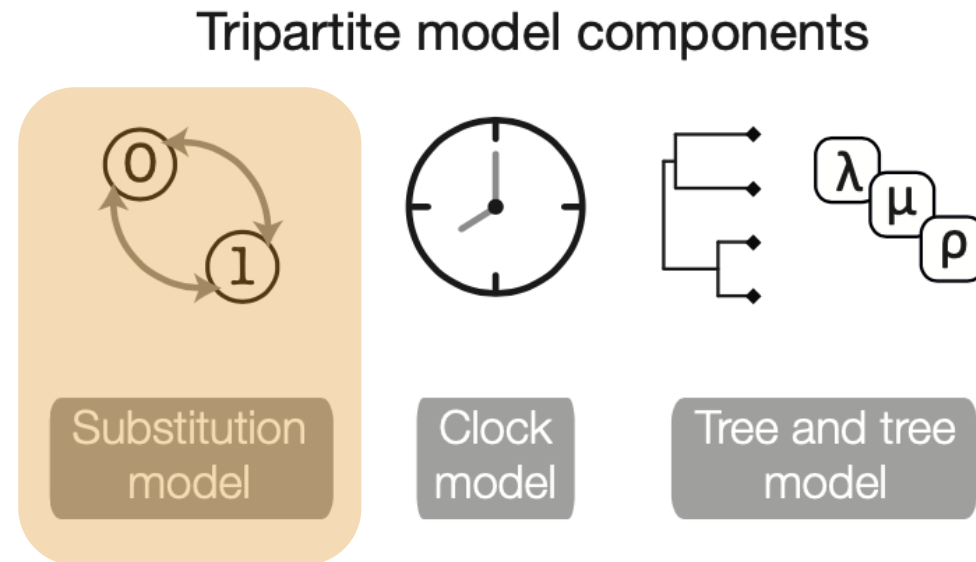 Tripartite model components
0
1
λ
μ
ρ
Substitution
model
Clock
model
Tree and tree
model